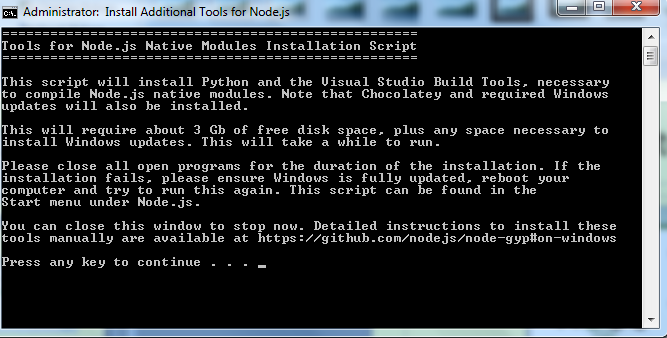 Administrator: Install Additional Tools for Node.js
====================================================
Tools for Node.js Native Modules Installation Script
====================================================
This script will install Python and the Visual Studio Build Tools, necessary
to compile Node.js native modules. Note that Chocolatey and required Windows
updates will also be installed.
This will require about 3 Gb of free disk space, plus any space necessary to
install Windows updates. This will take a while to run.
Please close all open programs for the duration of the installation. If the
installation fails, please ensure Windows is fully updated, reboot your
computer and try to run this again. This script can be found in the
Start menu under Node.js.
You can close this window to stop now. Detailed instructions to install these
tools manually are available at https://github.com/nodejs/node-gyp#on-windows
Press any key to continue . . . _